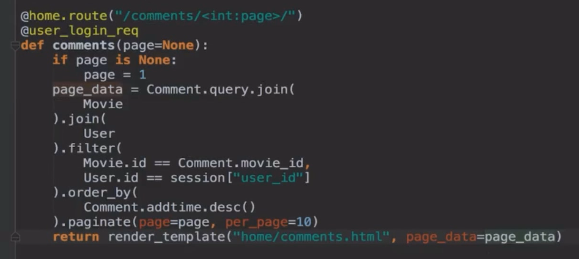 @home.route("/comments/<int:page>/")
@user_login_req
def comments(page=None):
    if page is None:
        page = 1
    page_data = Comment.query.join(
        Movie
    ).join(
        User
    ).filter(
        Movie.id == Comment.movie_id,
        User.id == session["user_id"]
    ).order_by(
        Comment.addtime.desc()
    ).paginate(page=page, per_page=10)
    return render_template("home/comments.html", page_data=page_data)